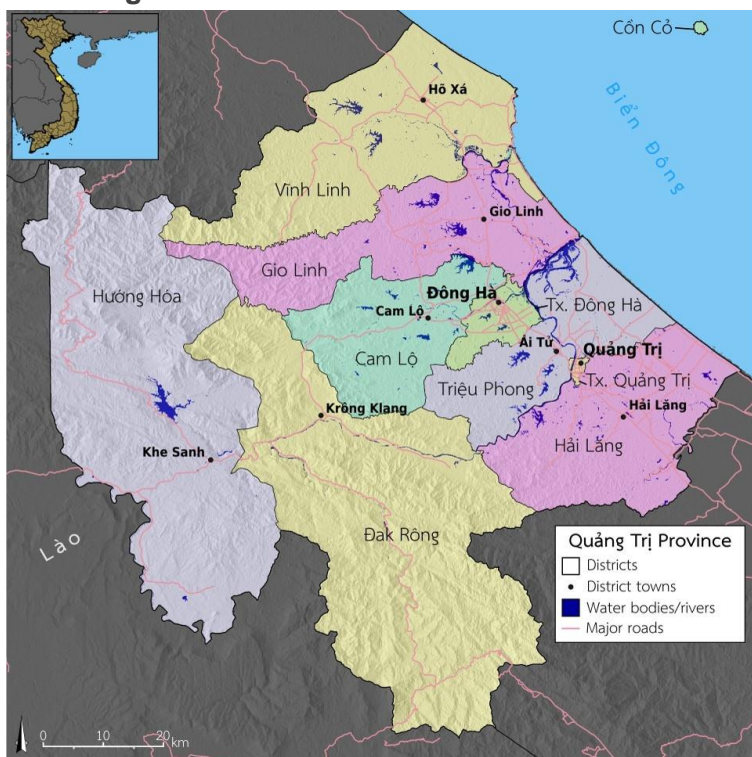 Cồn Cỏ
Biển Đông
Hồ Xá
Vĩnh Linh
Gio Linh
Gio Linh
Hướng Hóa
Đông Hà
Tx. Đông Hà
Cam Lộ
Cam Lộ
Ái Tử
Quảng Trị
Tx. Quảng Trị
Triệu Phong
Hải Lăng
Krông Klang
Hải Lăng
Khe Sanh
Đak Rông
Lào
Quảng Trị Province
Districts
District towns
Water bodies/rivers
Major roads
0 10 20 km